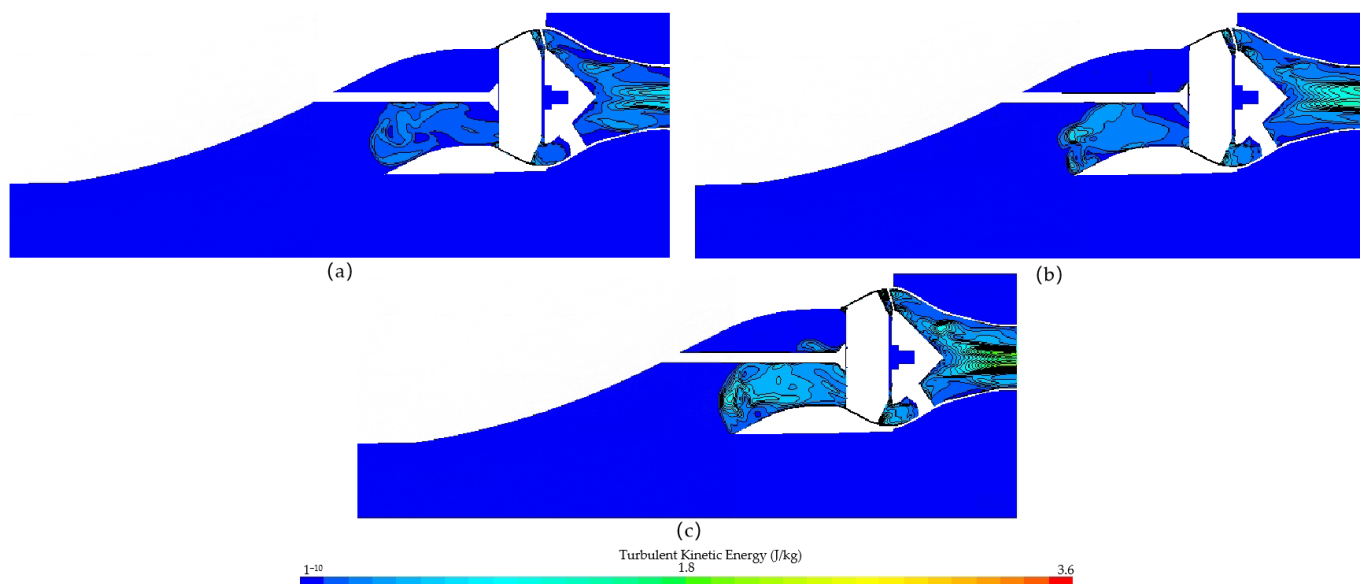 (a)
(b)
(c)
Turbulent Kinetic Energy (J/kg)
1⁻¹⁰ 1.8 3.6